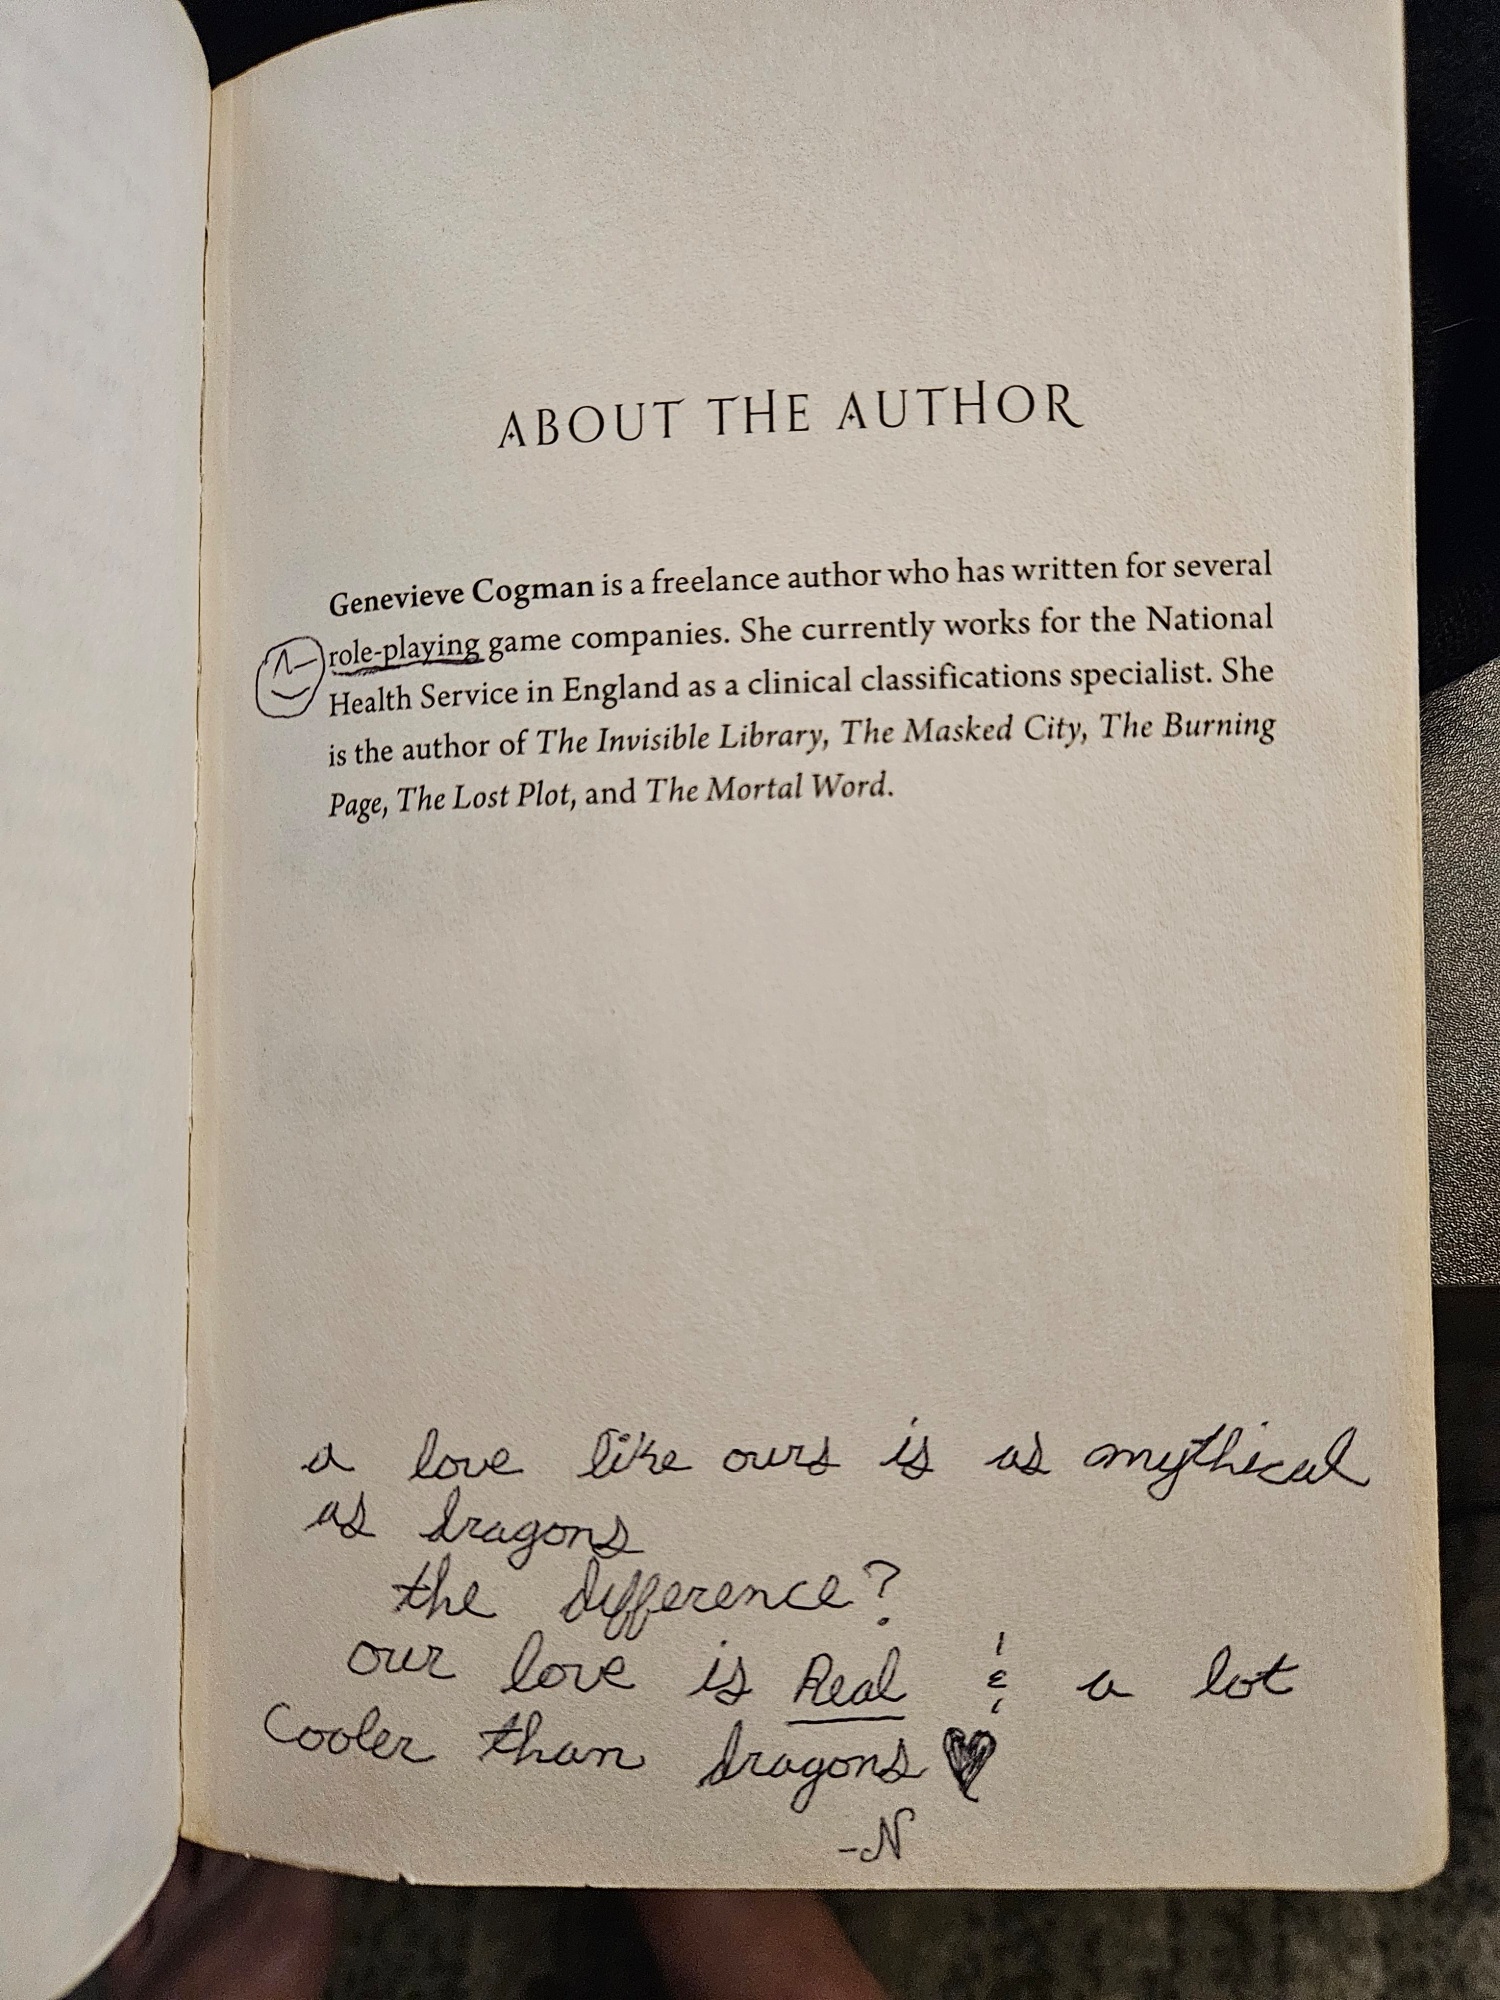 ABOUT THE AUTHOR
Genevieve Cogman is a freelance author who has written for several
role-playing game companies. She currently works for the National
Health Service in England as a clinical classifications specialist. She
is the author of The Invisible Library, The Masked City, The Burning
Page, The Lost Plot, and The Mortal Word.
a love like ours is as mythical
as dragons
the difference?
our love is Real & a lot
Cooler than dragons
-N